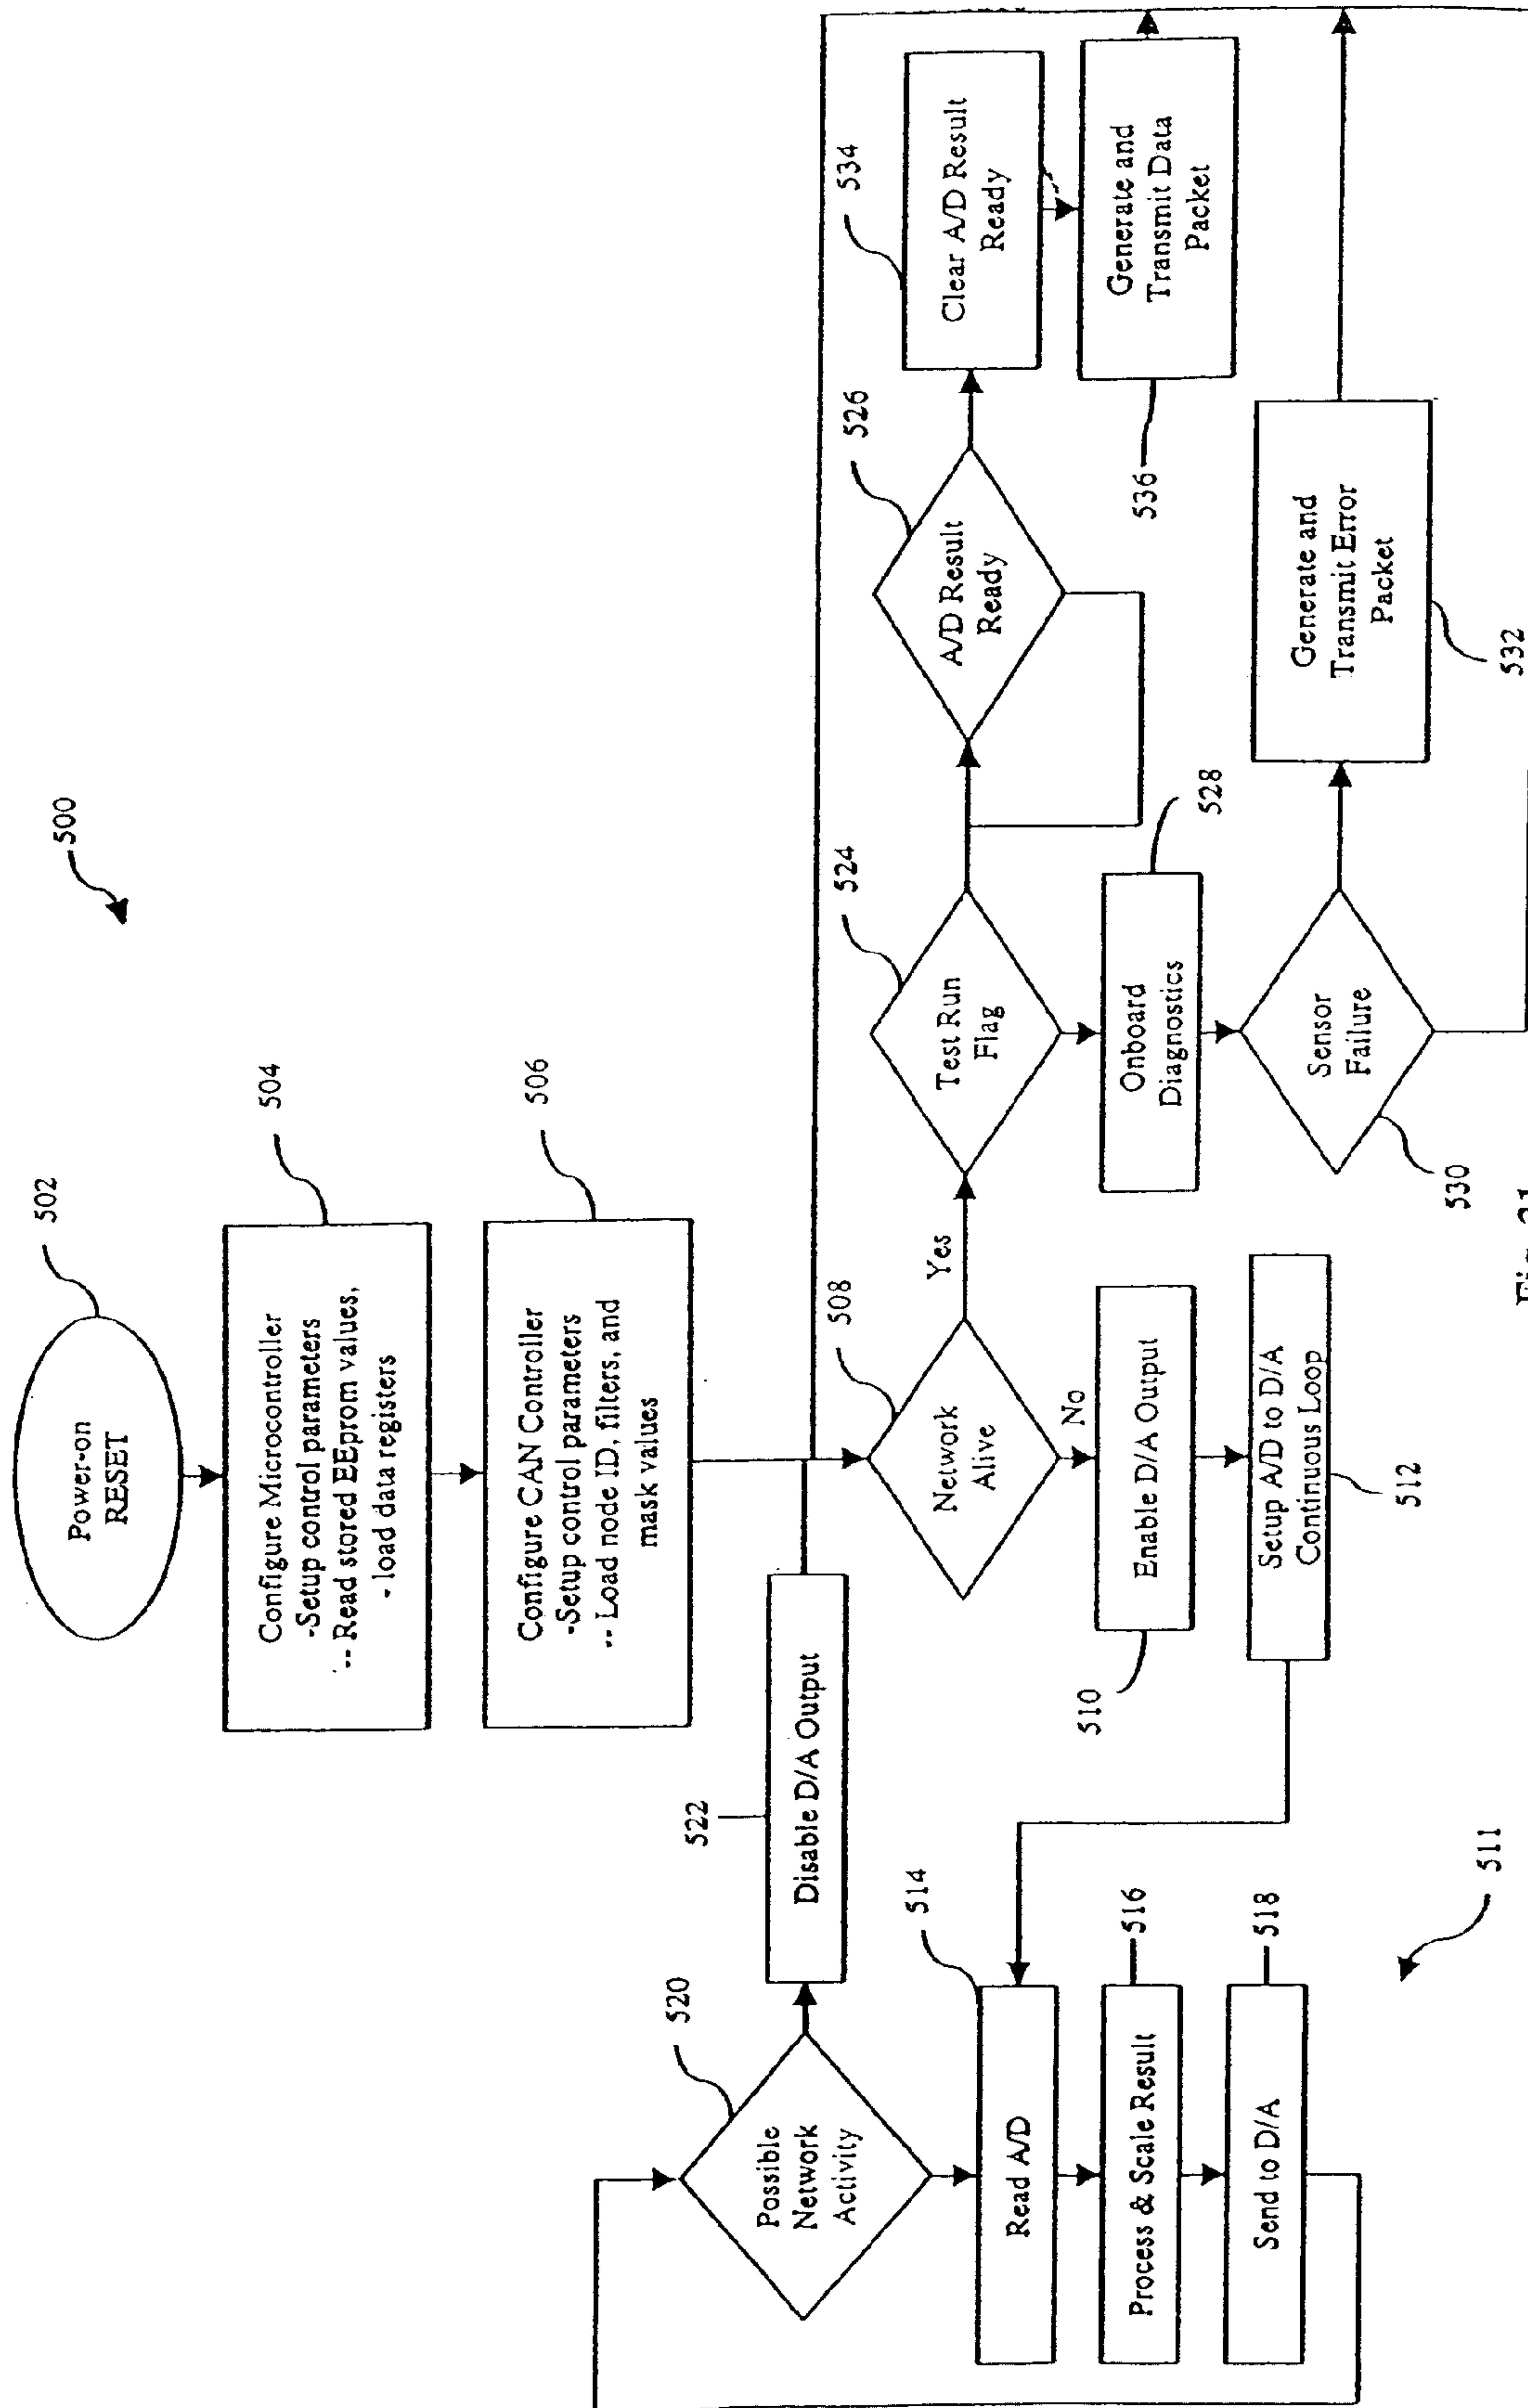 500
502
Power-on
RESET
504
Configure Microcontroller
-Setup control parameters
-- Read stored EEprom values,
- load data registers
506
Configure CAN Controller
-Setup control parameters
-- Load node ID, filters, and
mask values
520
Possible
Network
Activity
522
Disable D/A Output
508
Network
Alive
Yes
No
524
Test Run
Flag
526
A/D Result
Ready
534
Clear A/D Result
Ready
536
Generate and
Transmit Data
Packet
510
Enable D/A Output
512
Setup A/D to D/A
Continuous Loop
528
Onboard
Diagnostics
530
Sensor
Failure
532
Generate and
Transmit Error
Packet
514
Read A/D
516
Process & Scale Result
518
Send to D/A
511
Fig. 21